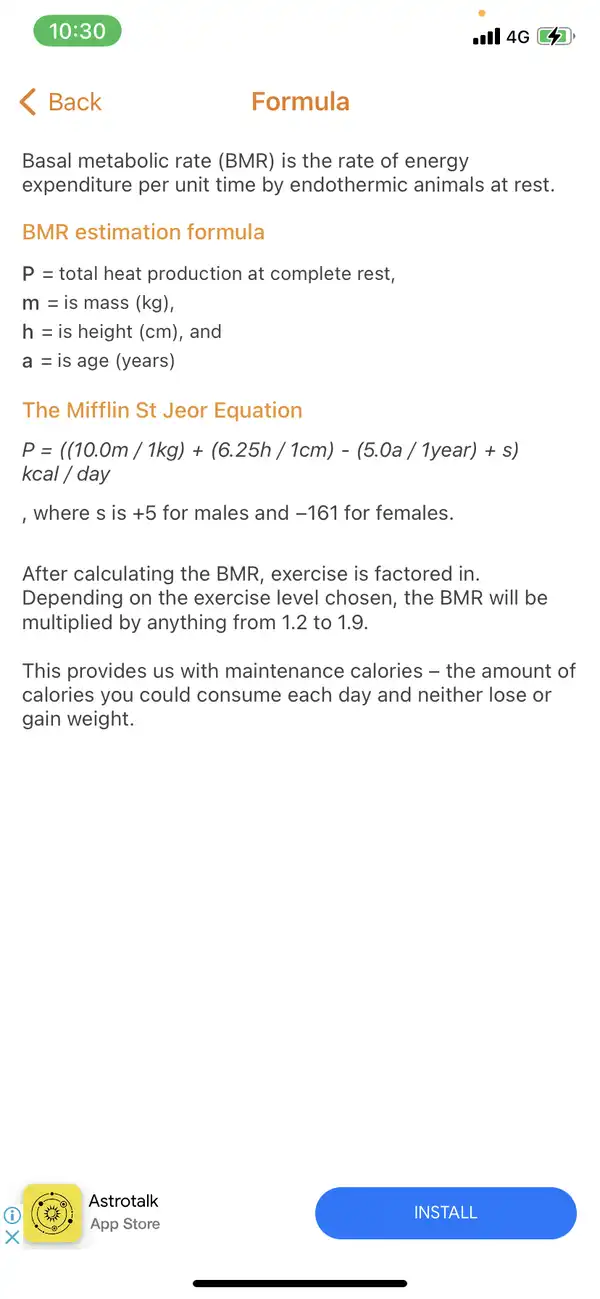 10:30
4G
Back
Formula
Basal metabolic rate (BMR) is the rate of energy
expenditure per unit time by endothermic animals at rest.
BMR estimation formula
P = total heat production at complete rest,
m = is mass (kg),
h = is height (cm), and
a = is age (years)
The Mifflin St Jeor Equation
P = ((10.0m / 1kg) + (6.25h / 1cm) - (5.0a / 1year) + s)
kcal / day
, where s is +5 for males and −161 for females.
After calculating the BMR, exercise is factored in.
Depending on the exercise level chosen, the BMR will be
multiplied by anything from 1.2 to 1.9.
This provides us with maintenance calories – the amount of
calories you could consume each day and neither lose or
gain weight.
Astrotalk
App Store
INSTALL